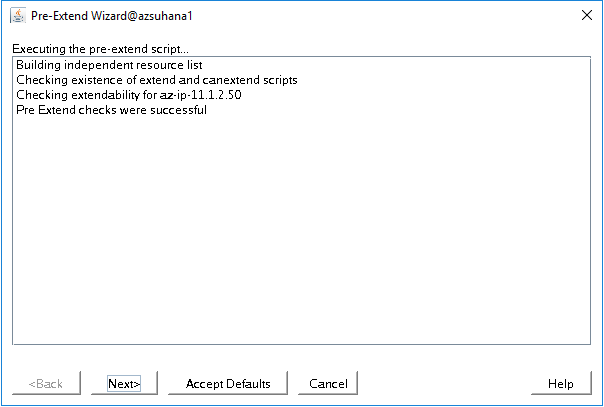 Pre-Extend Wizard@azsuhana1
Executing the pre-extend script...
Building independent resource list
Checking existence of extend and canextend scripts
Checking extendability for az-ip-11.1.2.50
Pre Extend checks were successful
<Back Next> Accept Defaults Cancel Help